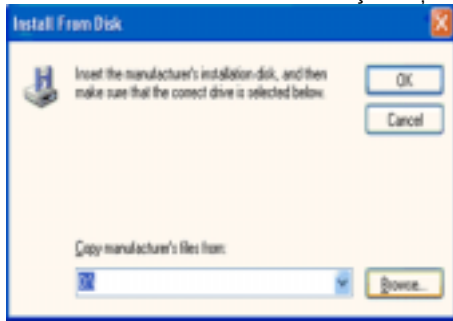 Install From Disk
Insert the manufacturer's installation disk, and then
make sure that the correct drive is selected below.
OK
Cancel
Copy manufacturer's files from:
Browse...